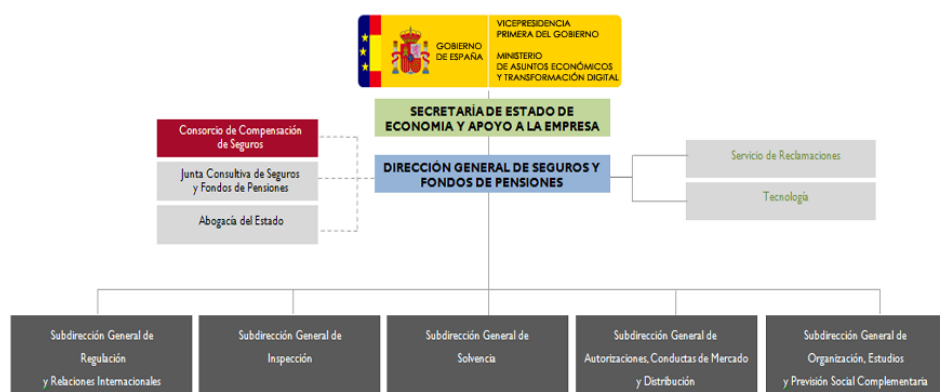 GOBIERNO
DE ESPAÑA
VICEPRESIDENCIA
PRIMERA DEL GOBIERNO
MINISTERIO
DE ASUNTOS ECONÓMICOS
Y TRANSFORMACIÓN DIGITAL
SECRETARÍA DE ESTADO DE
ECONOMIA Y APOYO A LA EMPRESA
Consorcio de Compensación
de Seguros
Junta Consultiva de Seguros
y Fondos de Pensiones
Abogacía del Estado
DIRECCIÓN GENERAL DE SEGUROS Y
FONDOS DE PENSIONES
Servicio de Reclamaciones
Tecnología
Subdirección General de
Regulación
y Relaciones Internacionales
Subdirección General de
Inspección
Subdirección General de
Solvencia
Subdirección General de
Autorizaciones, Conductas de Mercado
y Distribución
Subdirección General de
Organización, Estudios
y Previsión Social Complementaria